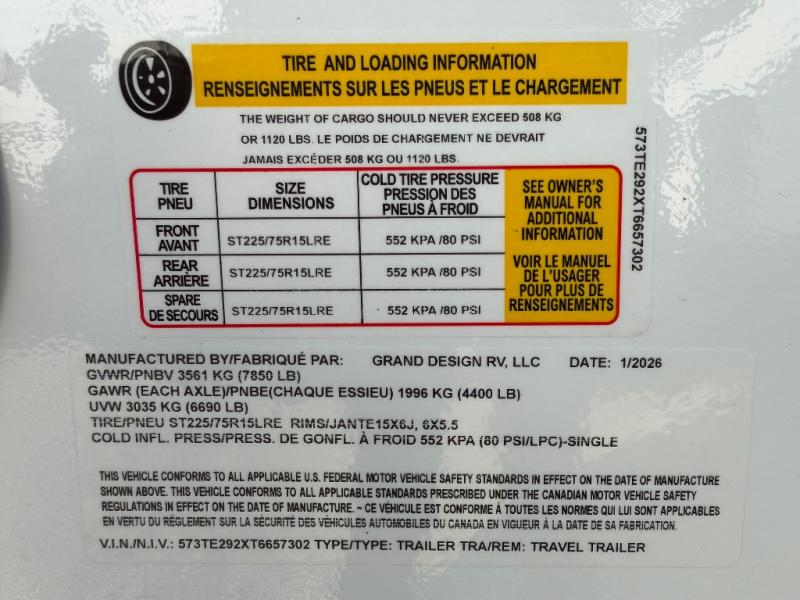 TIRE AND LOADING INFORMATION
RENSEIGNEMENTS SUR LES PNEUS ET LE CHARGEMENT
THE WEIGHT OF CARGO SHOULD NEVER EXCEED 508 KG
OR 1120 LBS. LE POIDS DE CHARGEMENT NE DEVRAIT
JAMAIS EXCÉDER 508 KG OU 1120 LBS.
573TE292XT6657302
TIRE
PNEU
SIZE
DIMENSIONS
COLD TIRE PRESSURE
PRESSION DES
PNEUS À FROID
FRONT
AVANT
ST225/75R15LRE
552 KPA /80 PSI
REAR
ARRIÈRE
ST225/75R15LRE
552 KPA /80 PSI
SPARE
DE SECOURS
ST225/75R15LRE
552 KPA /80 PSI
SEE OWNER'S
MANUAL FOR
ADDITIONAL
INFORMATION
VOIR LE MANUEL
DE L'USAGER
POUR PLUS DE
RENSEIGNEMENTS
MANUFACTURED BY/FABRIQUÉ PAR: GRAND DESIGN RV, LLC DATE: 1/2026
GVWR/PNBV 3561 KG (7850 LB)
GAWR (EACH AXLE)/PNBE(CHAQUE ESSIEU) 1996 KG (4400 LB)
UVW 3035 KG (6690 LB)
TIRE/PNEU ST225/75R15LRE RIMS/JANTE15X6J, 6X5.5
COLD INFL. PRESS/PRESS. DE GONFL. À FROID 552 KPA (80 PSI/LPC)-SINGLE
THIS VEHICLE CONFORMS TO ALL APPLICABLE U.S. FEDERAL MOTOR VEHICLE SAFETY STANDARDS IN EFFECT ON THE DATE OF MANUFACTURE
SHOWN ABOVE. THIS VEHICLE CONFORMS TO ALL APPLICABLE STANDARDS PRESCRIBED UNDER THE CANADIAN MOTOR VEHICLE SAFETY
REGULATIONS IN EFFECT ON THE DATE OF MANUFACTURE. ~ CE VÉHICULE EST CONFORME À TOUTES LES NORMES QUI LUI SONT APPLICABLES
EN VERTU DU RÈGLEMENT SUR LA SÉCURITÉ DES VÉHICULES AUTOMOBILES DU CANADA EN VIGUEUR À LA DATE DE SA FABRICATION.
V.I.N./N.I.V.: 573TE292XT6657302 TYPE/TYPE: TRAILER TRA/REM: TRAVEL TRAILER